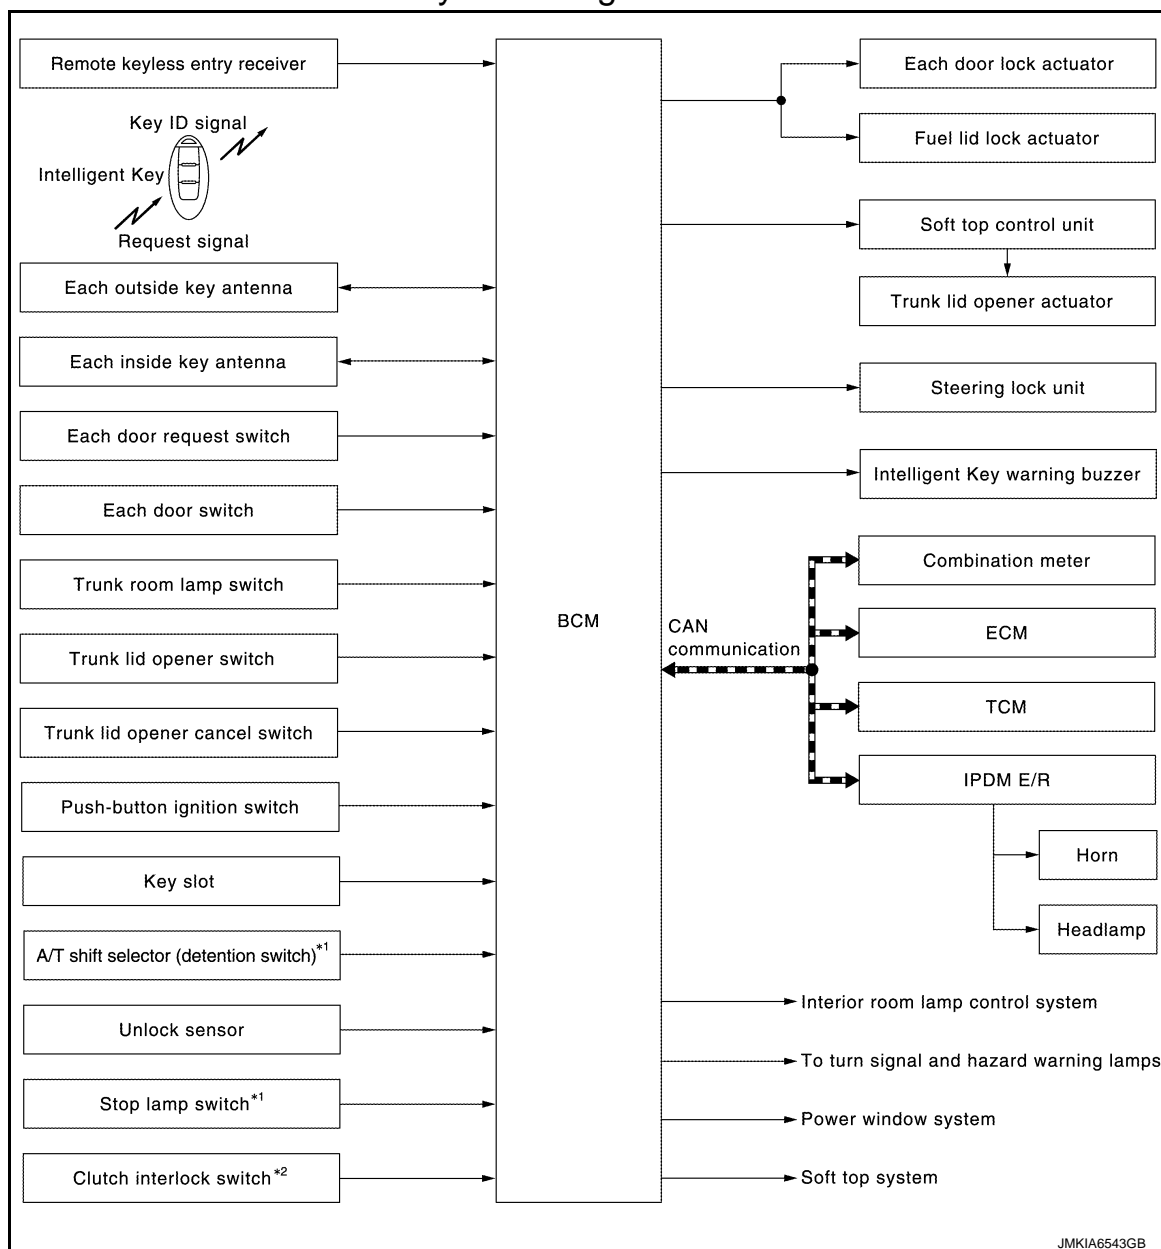 Remote keyless entry receiver
Key ID signal
Intelligent Key
Request signal
Each outside key antenna
Each inside key antenna
Each door request switch
Each door switch
Trunk room lamp switch
Trunk lid opener switch
Trunk lid opener cancel switch
Push-button ignition switch
Key slot
A/T shift selector (detention switch)*1
Unlock sensor
Stop lamp switch*1
Clutch interlock switch*2
BCM
Each door lock actuator
Fuel lid lock actuator
Soft top control unit
Trunk lid opener actuator
Steering lock unit
Intelligent Key warning buzzer
CAN
communication
Combination meter
ECM
TCM
IPDM E/R
Horn
Headlamp
Interior room lamp control system
To turn signal and hazard warning lamps
Power window system
Soft top system
JMKIA6543GB